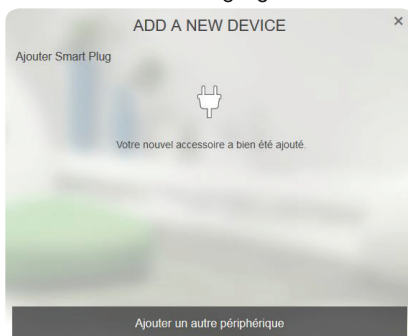 ADD A NEW DEVICE
×
Ajouter Smart Plug
Votre nouvel accessoire a bien été ajouté.
Ajouter un autre périphérique